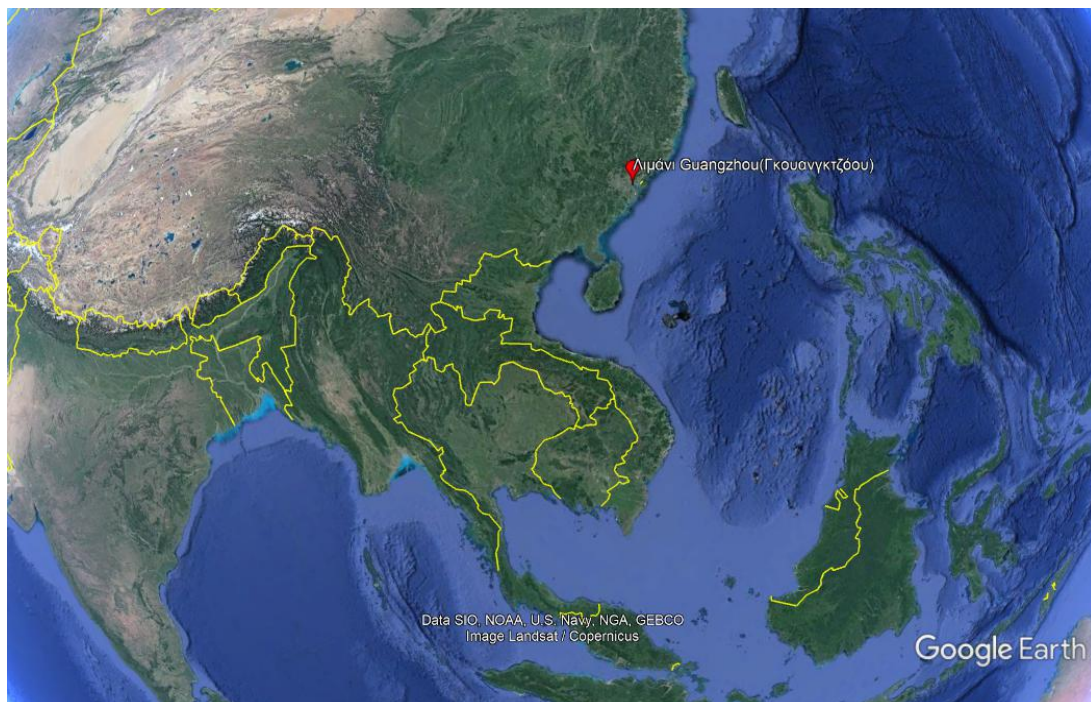 Λιμάνι Guangzhou(Γκουανγκτζόου)
Data SIO, NOAA, U.S. Navy, NGA, GEBCO
Image Landsat / Copernicus
Google Earth